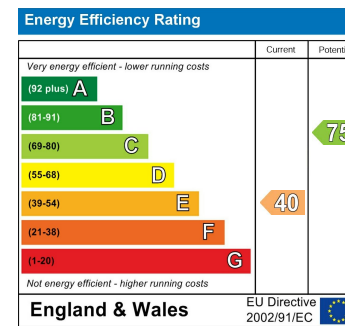 Energy Efficiency Rating
Current Potenti
Very energy efficient - lower running costs
(92 plus) A
(81-91) B
(69-80) C
75
(55-68) D
(39-54) E
40
(21-38) F
(1-20) G
Not energy efficient - higher running costs
England & Wales
EU Directive
2002/91/EC